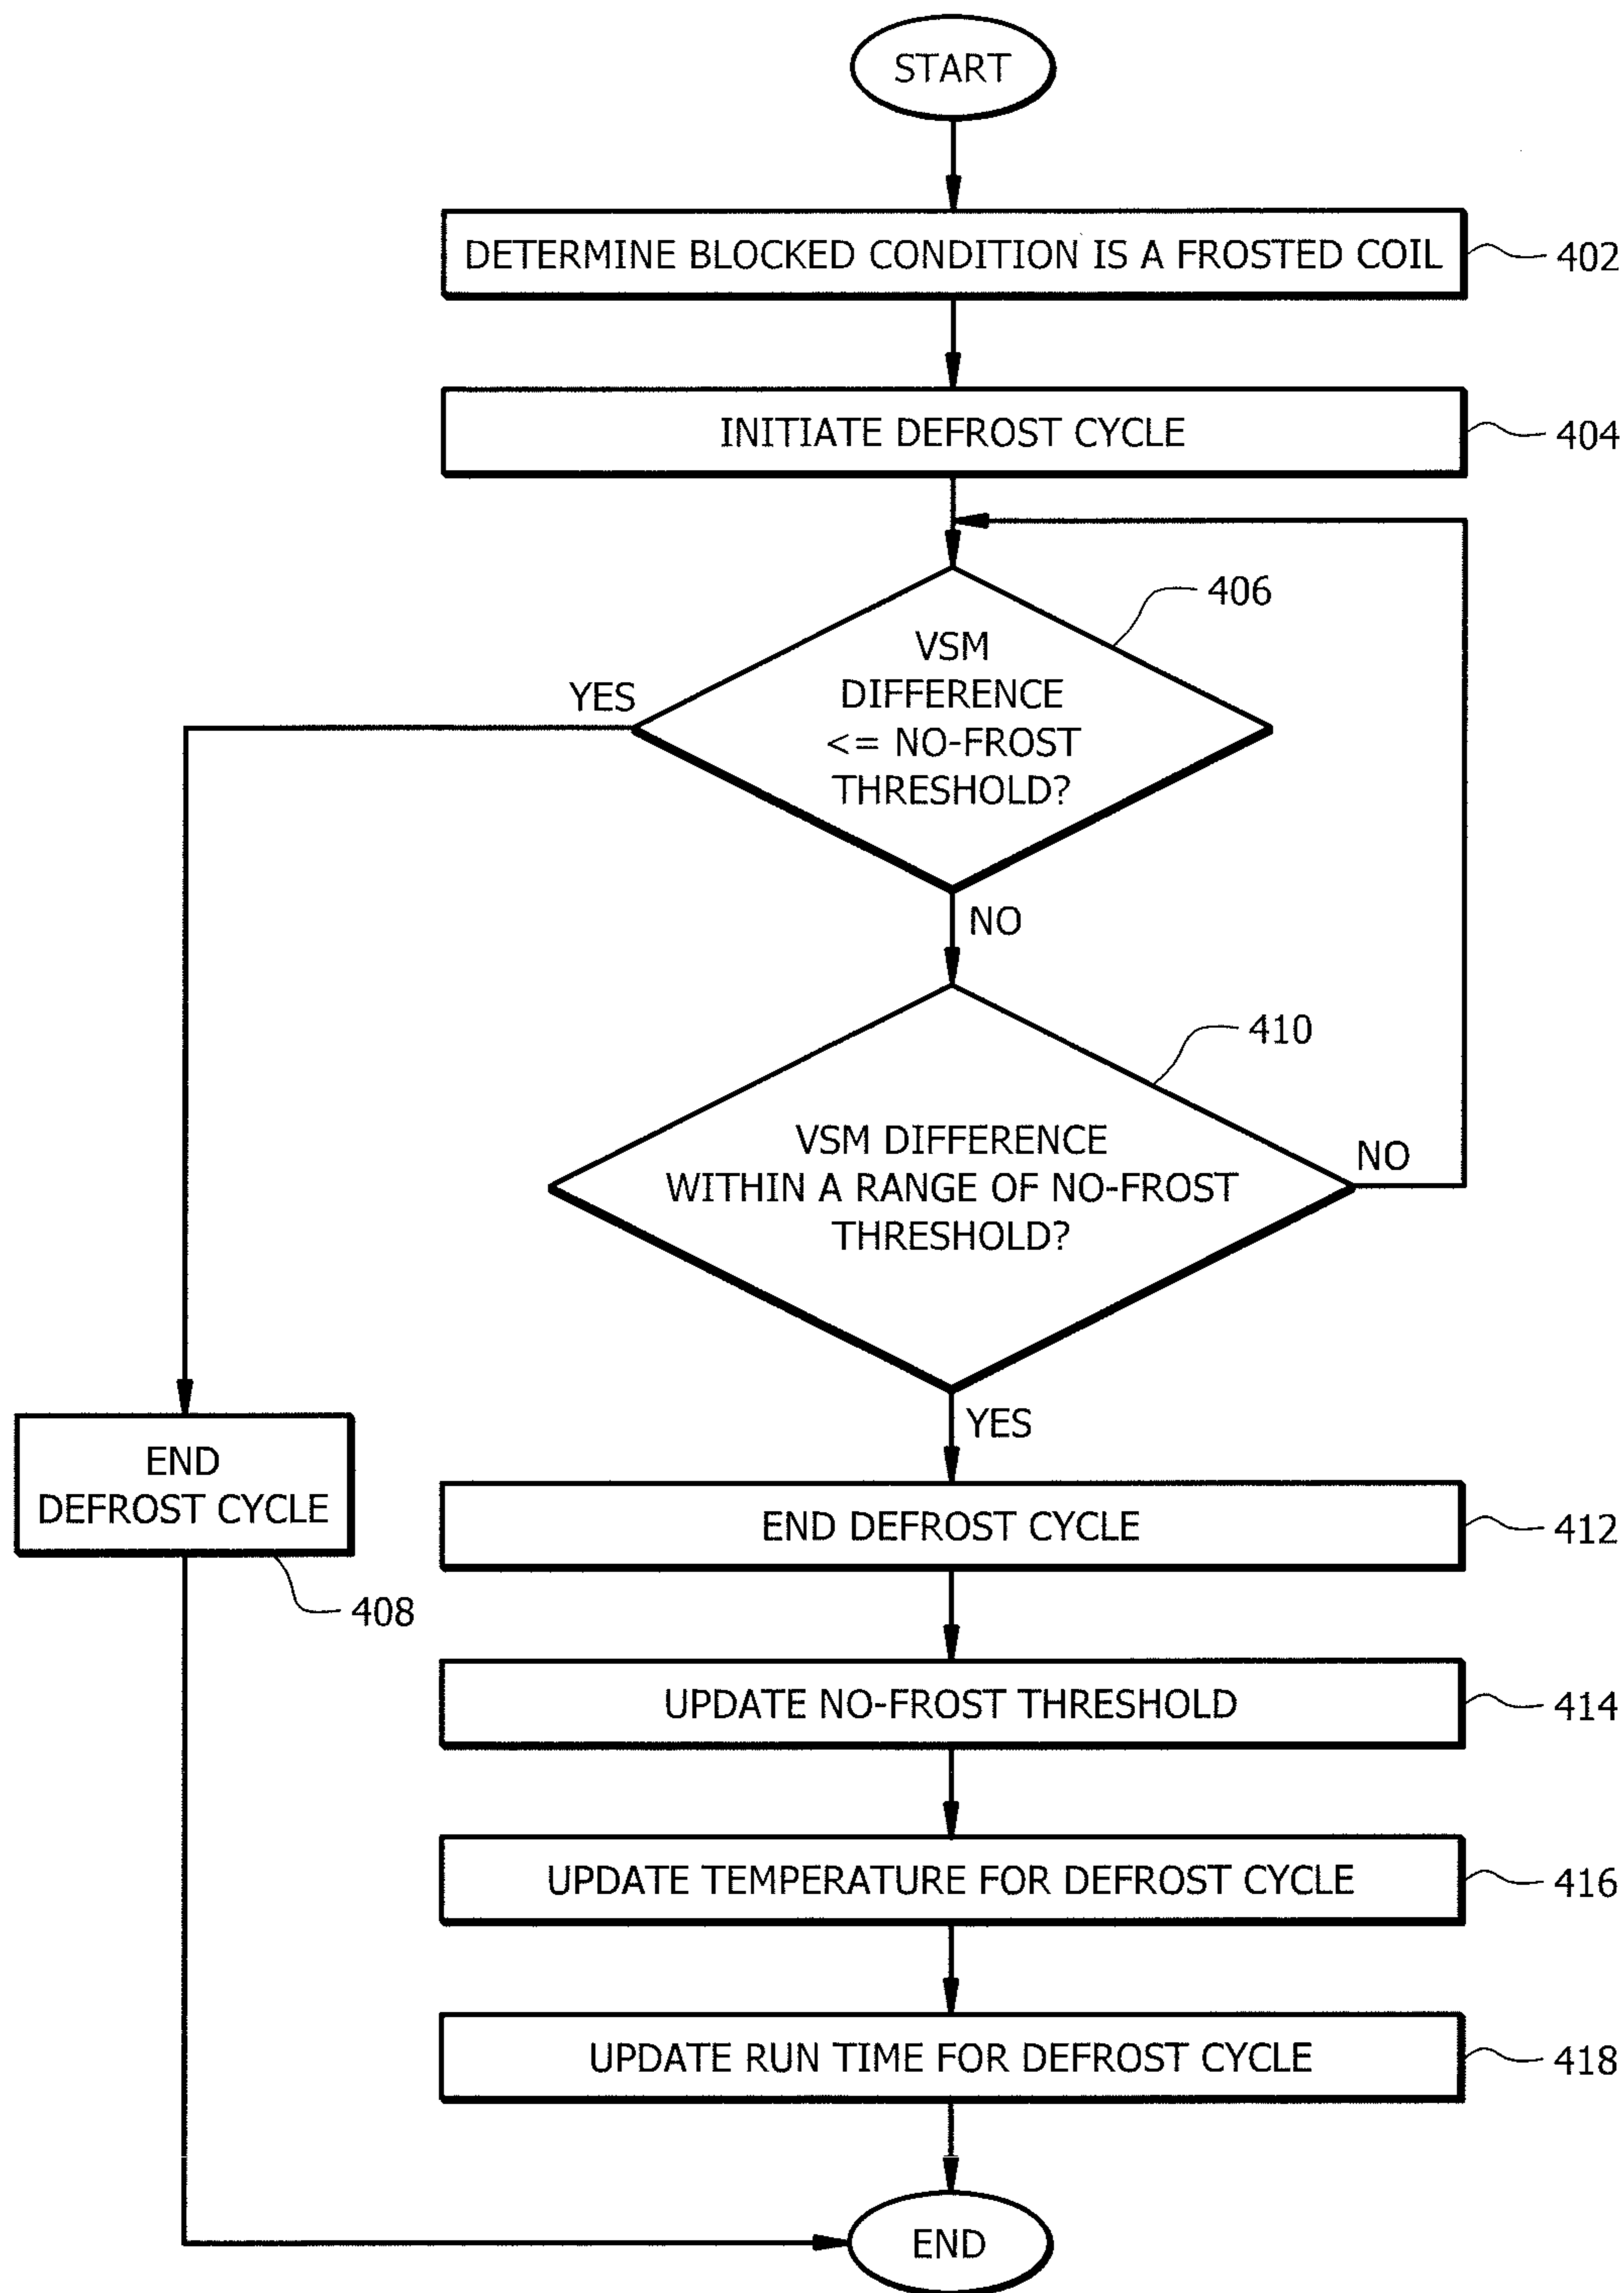 START
DETERMINE BLOCKED CONDITION IS A FROSTED COIL
402
INITIATE DEFROST CYCLE
404
406
VSM
DIFFERENCE
<= NO-FROST
THRESHOLD?
YES
NO
410
VSM DIFFERENCE
WITHIN A RANGE OF NO-FROST
THRESHOLD?
NO
YES
END
DEFROST CYCLE
408
END DEFROST CYCLE
412
UPDATE NO-FROST THRESHOLD
414
UPDATE TEMPERATURE FOR DEFROST CYCLE
416
UPDATE RUN TIME FOR DEFROST CYCLE
418
END